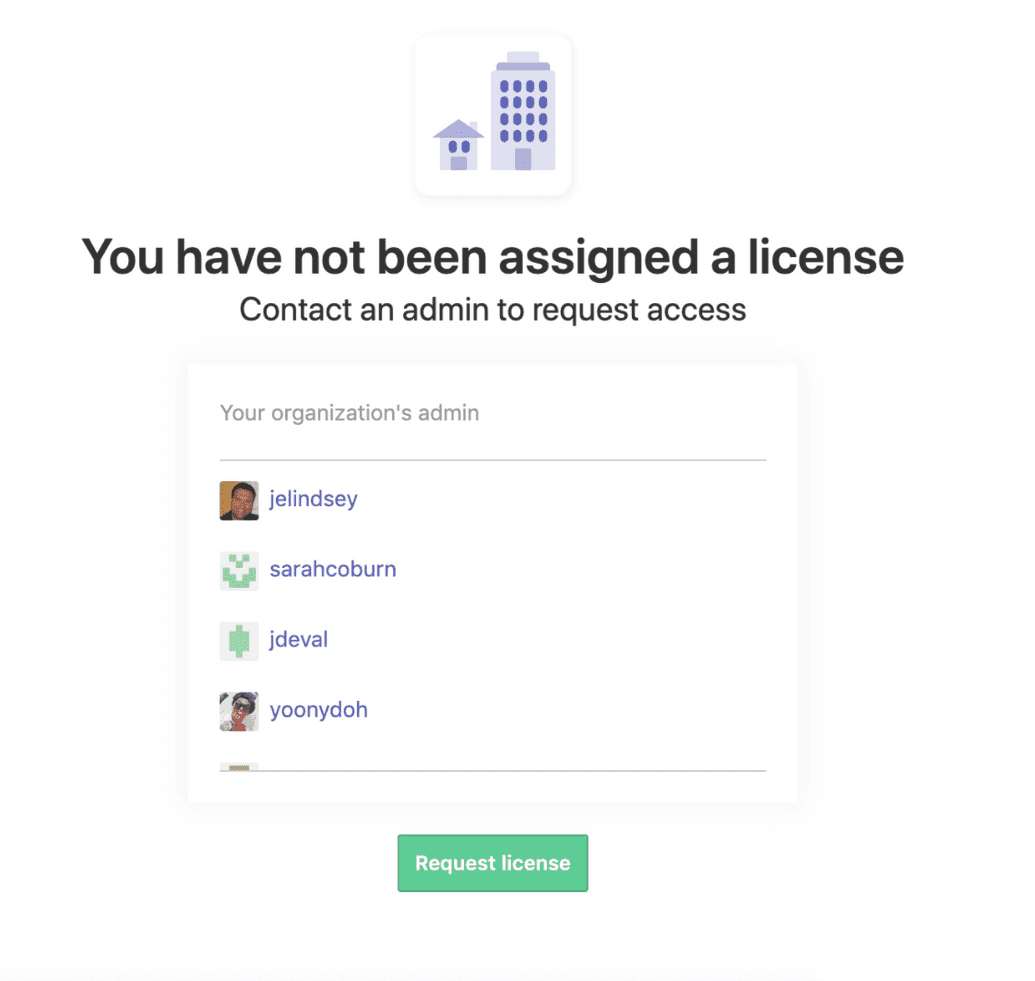 You have not been assigned a license
Contact an admin to request access
Your organization's admin
jelindsey
sarahcoburn
jdeval
yoonydoh
Request license